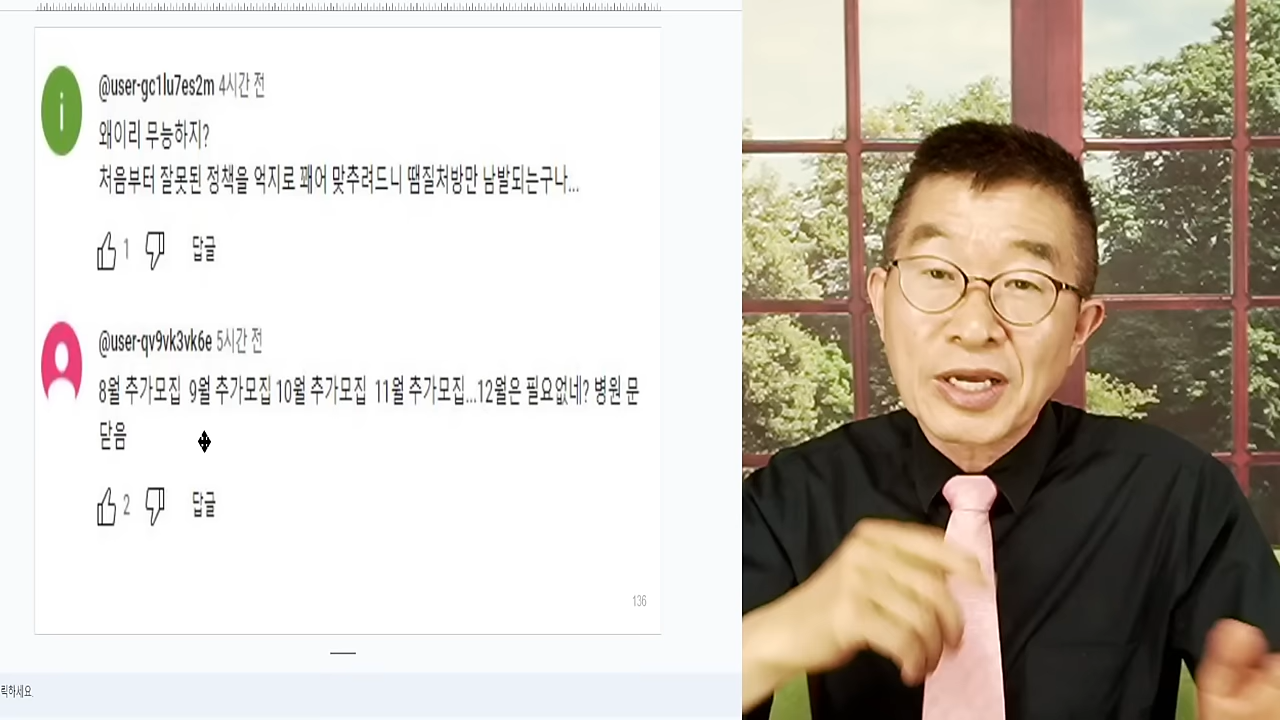 i
@user-gc1lu7es2m 4시간 전
왜이리 무능하지?
처음부터 잘못된 정책을 억지로 꿰어 맞추려드니 땜질처방만 남발되는구나...
1 답글
@user-qv9vk3vk6e 5시간 전
8월 추가모집 9월 추가모집 10월 추가모집 11월 추가모집...12월은 필요없네? 병원 문
닫음
2 답글
136
릭하세요.